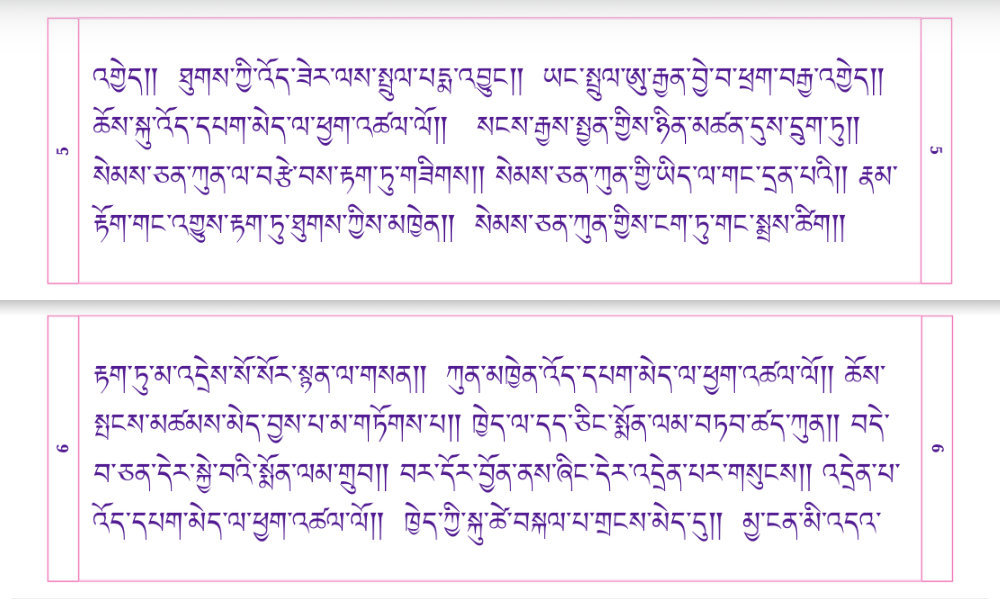 འགྱེད།། ཐུགས་ཀྱི་འོད་ཟེར་ལས་སྤྲུལ་པདྨ་འབྱུང།། ཡང་སྤྲུལ་ཨུ་རྒྱན་བྱེ་བ་ཕྲག་བརྒྱ་འགྱེད།།
ཆོས་སྐུ་འོད་དཔག་མེད་ལ་ཕྱག་འཚལ་ལོ།། སངས་རྒྱས་སྤྱན་གྱིས་ཉིན་མཚན་དུས་དྲུག་ཏུ།།
5
5
སེམས་ཅན་ཀུན་ལ་བརྩེ་བས་རྟག་ཏུ་གཟིགས།། སེམས་ཅན་ཀུན་གྱི་ཡིད་ལ་གང་དྲན་པའི།། རྣམ་
རྟོག་གང་འགྱུས་རྟག་ཏུ་ཐུགས་ཀྱིས་མཁྱེན།། སེམས་ཅན་ཀུན་གྱིས་ངག་ཏུ་གང་སྨྲས་ཚིག།།
རྟག་ཏུ་མ་འདྲེས་སོ་སོར་སྙན་ལ་གསན།། ཀུན་མཁྱེན་འོད་དཔག་མེད་ལ་ཕྱག་འཚལ་ལོ།། ཆོས་
སྤངས་མཚམས་མེད་བྱས་པ་མ་གཏོགས་པ།། ཁྱེད་ལ་དད་ཅིང་སྨོན་ལམ་བཏབ་ཚད་ཀུན།། བདེ་
6
6
བ་ཅན་དེར་སྐྱེ་བའི་སྨོན་ལམ་གྲུབ།། བར་དོར་བྱོན་ནས་ཞིང་དེར་འདྲེན་པར་གསུངས།། འདྲེན་པ་
འོད་དཔག་མེད་ལ་ཕྱག་འཚལ་ལོ།། ཁྱེད་ཀྱི་སྐུ་ཚེ་བསྐལ་པ་གྲངས་མེད་དུ།། མྱ་ངན་མི་འདའ་